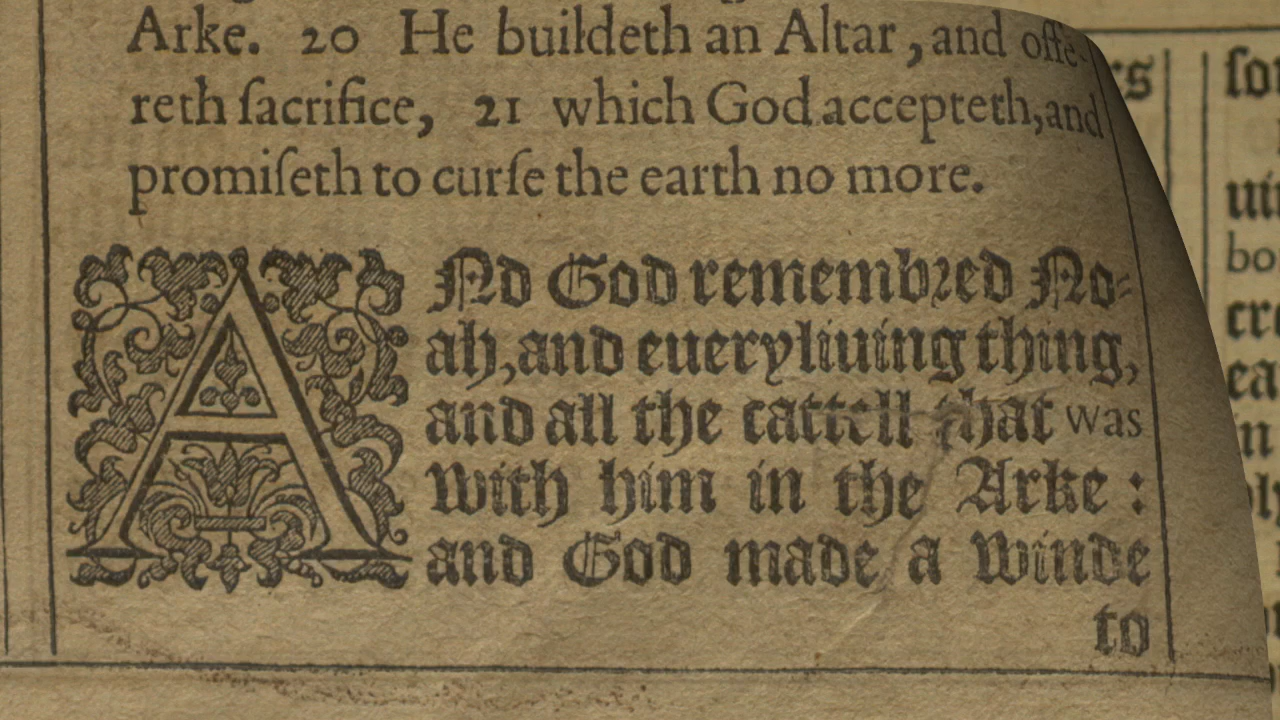 Arke. 20 He buildeth an Altar, and offe-
reth ſacrifice, 21 which God accepteth, and
promiſeth to curſe the earth no more.
ANd God remembred No-
ah, and euery liuing thing,
and all the cattell that was
with him in the Arke:
and God made a winde
to